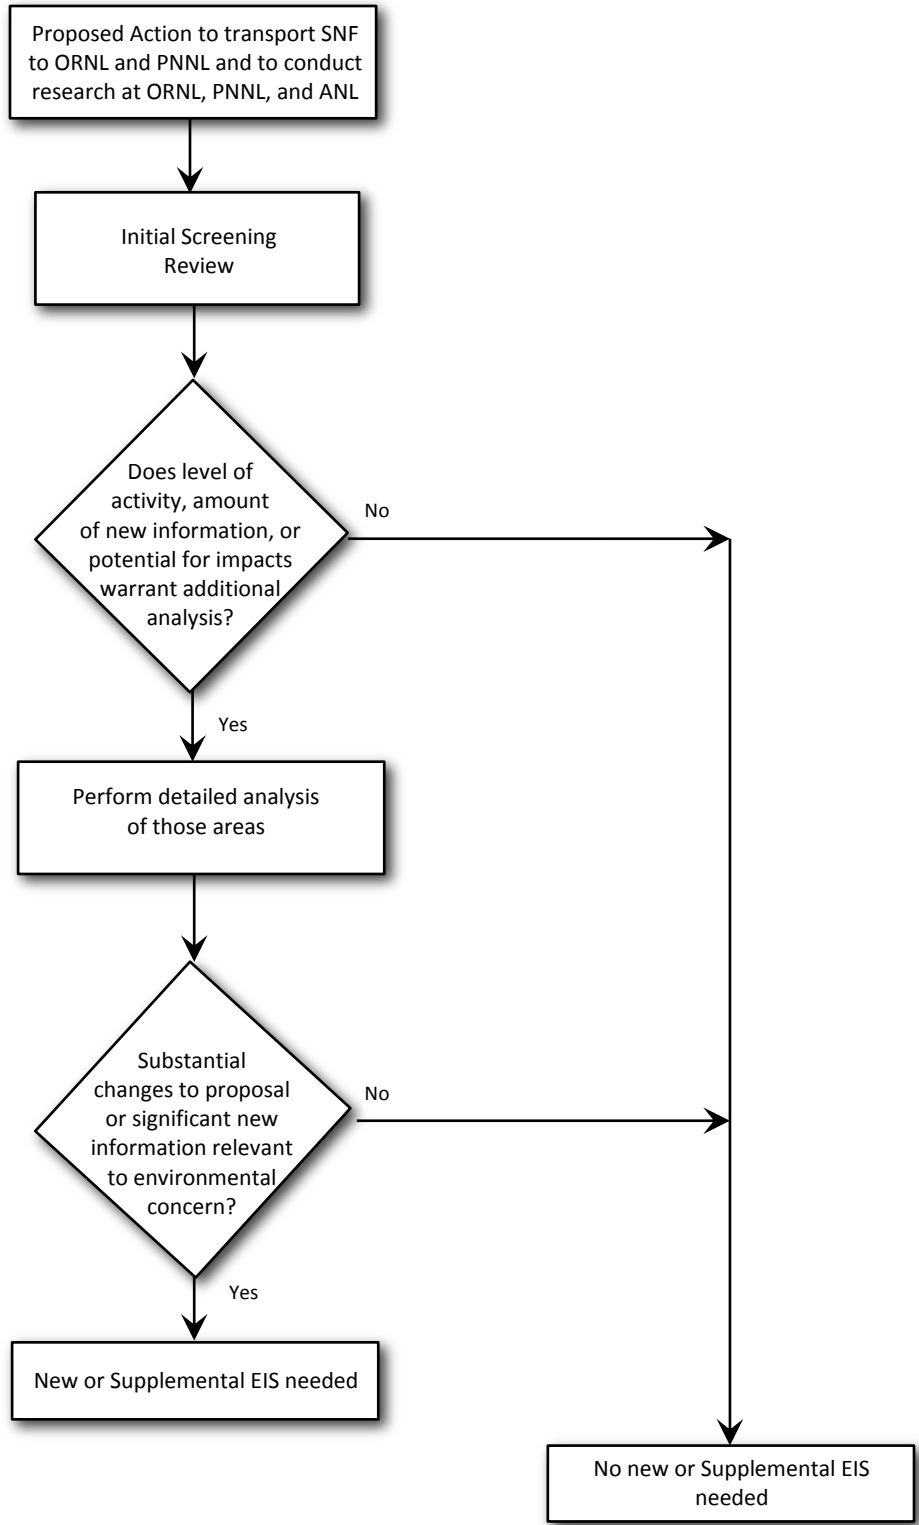 Proposed Action to transport SNF
to ORNL and PNNL and to conduct
research at ORNL, PNNL, and ANL
Initial Screening
Review
Does level of
activity, amount
of new information, or
potential for impacts
warrant additional
analysis?
No
Yes
Perform detailed analysis
of those areas
Substantial
changes to proposal
or significant new
information relevant
to environmental
concern?
No
Yes
New or Supplemental EIS needed
No new or Supplemental EIS
needed